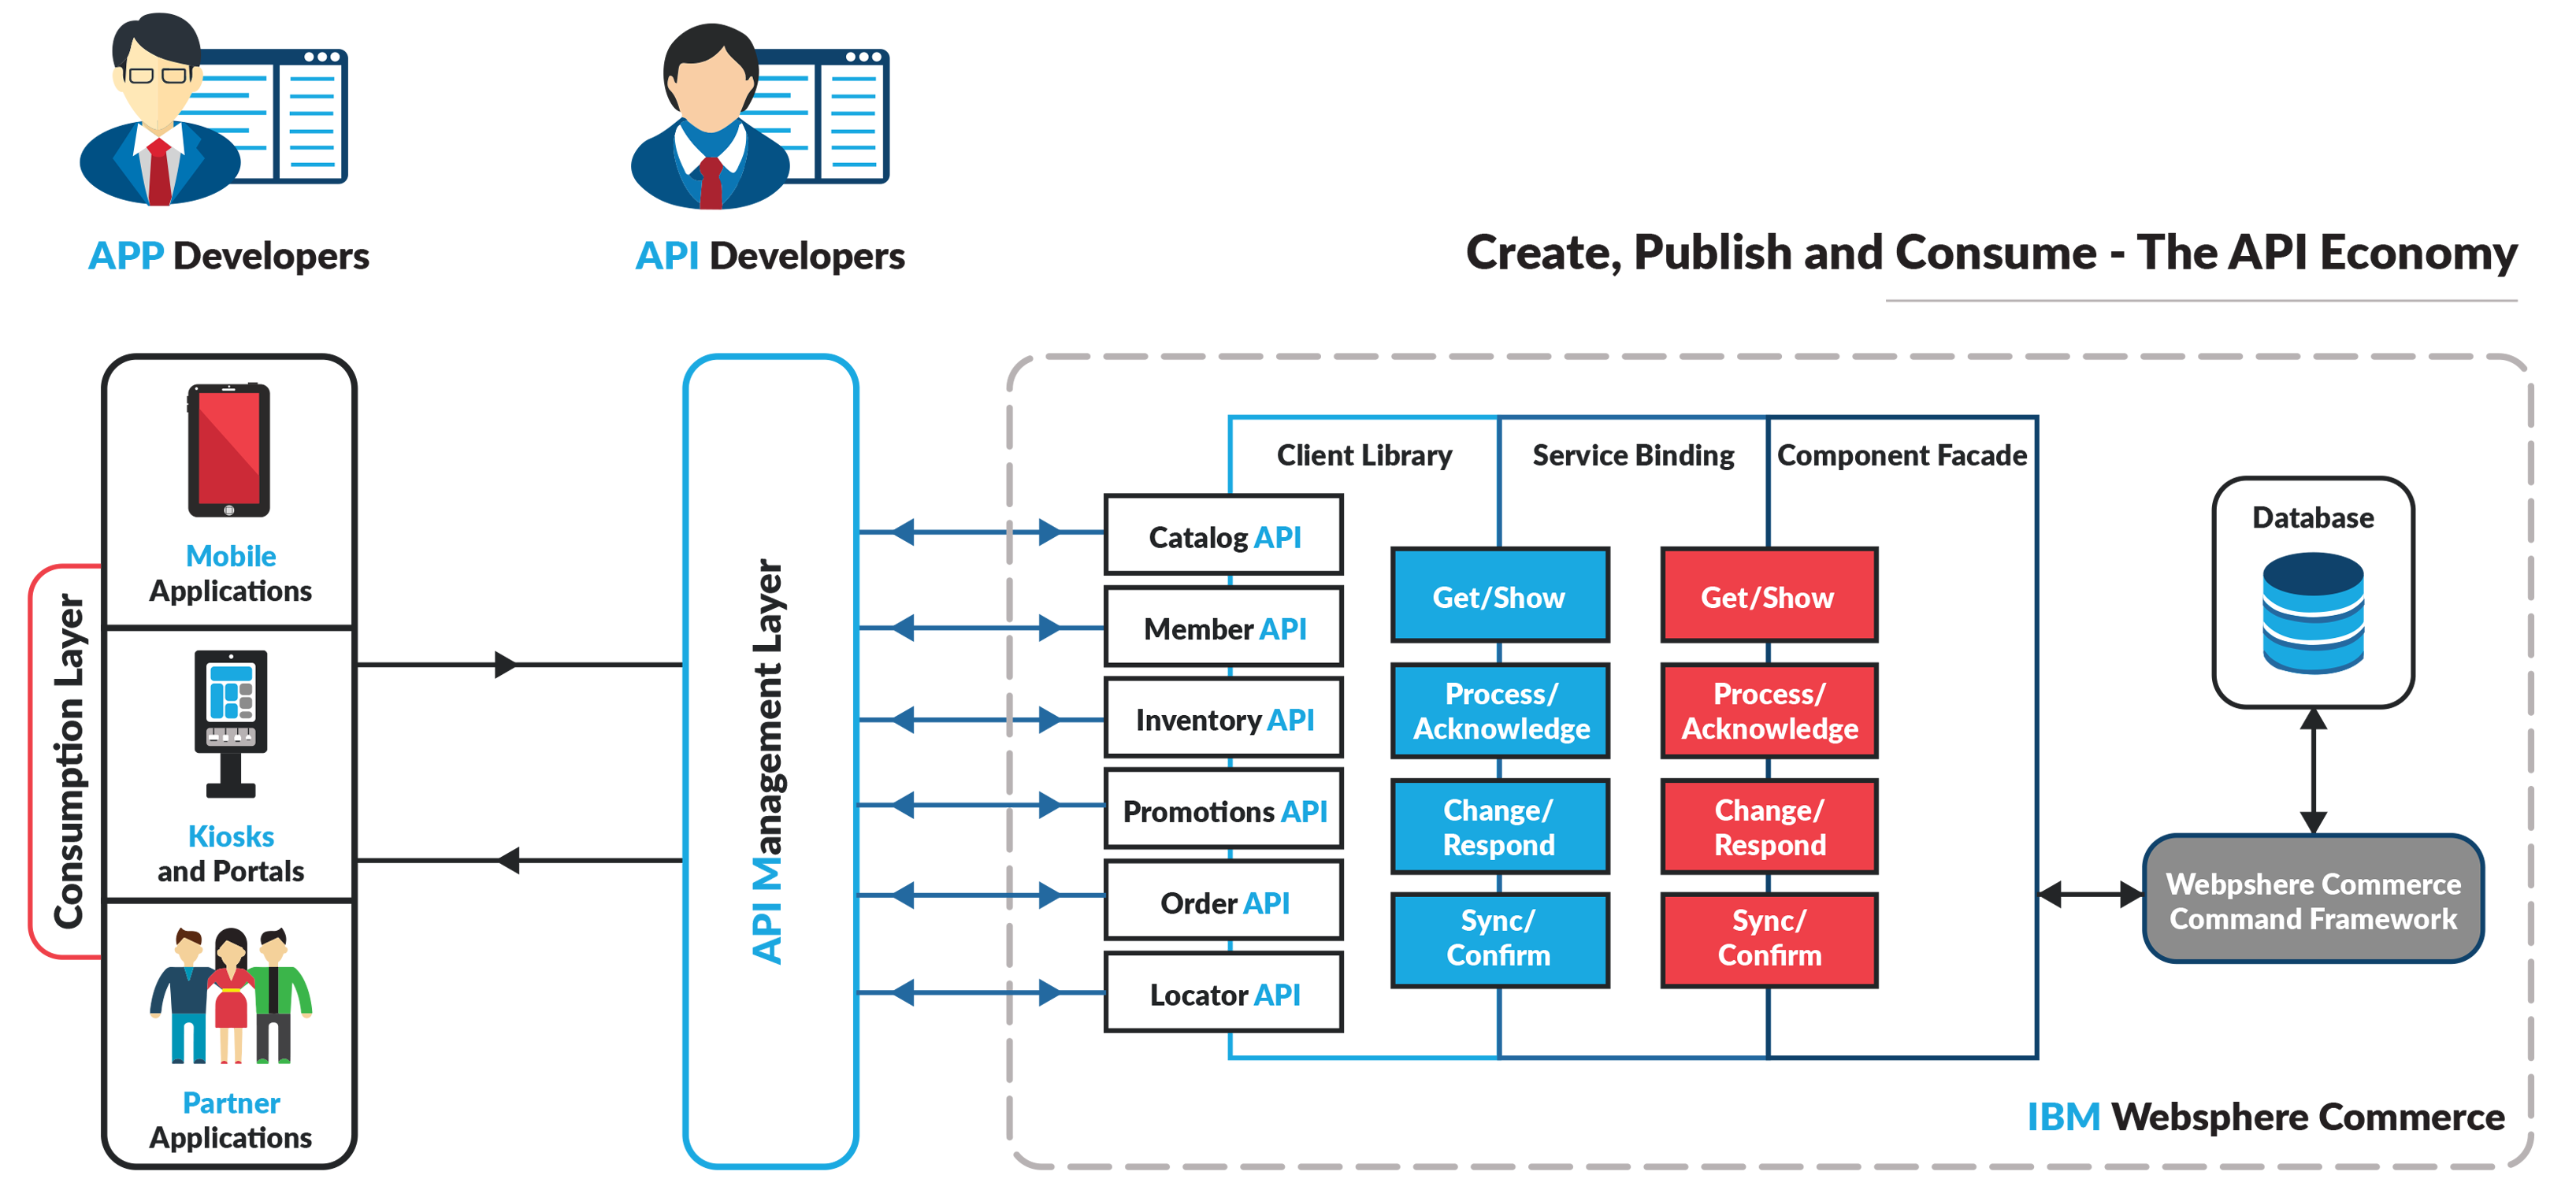 APP Developers
API Developers
Create, Publish and Consume - The API Economy
Consumption Layer
Mobile
Applications
Kiosks
and Portals
Partner
Applications
API Management Layer
Client Library
Service Binding
Component Facade
Catalog API
Member API
Inventory API
Promotions API
Order API
Locator API
Get/Show
Process/
Acknowledge
Change/
Respond
Sync/
Confirm
Get/Show
Process/
Acknowledge
Change/
Respond
Sync/
Confirm
Database
Webpshere Commerce
Command Framework
IBM Websphere Commerce